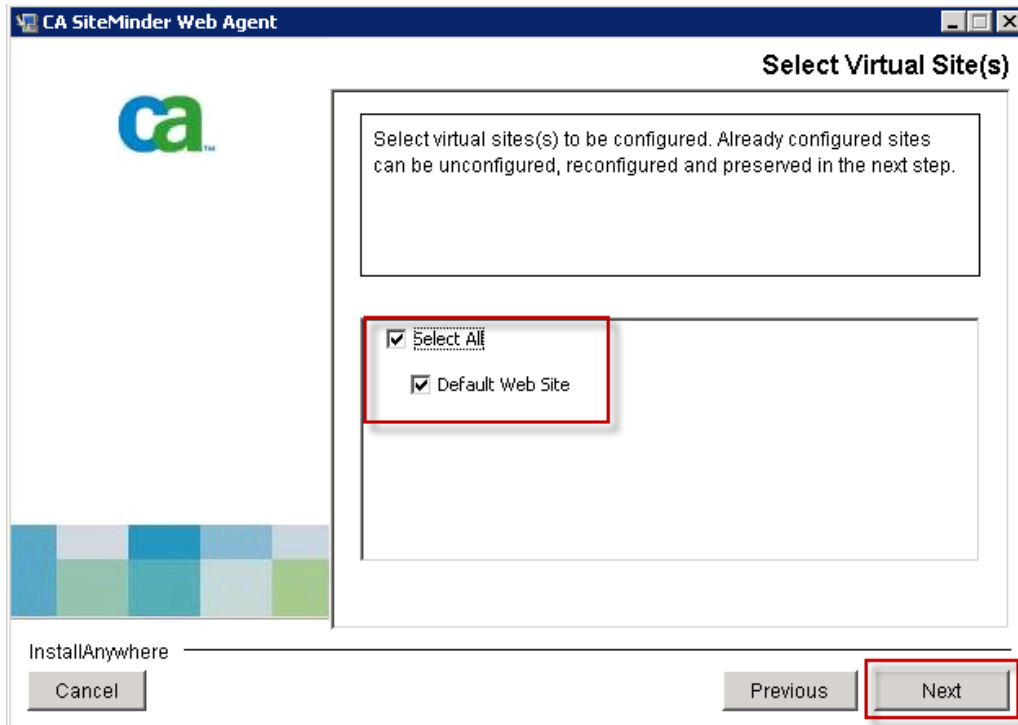 CA SiteMinder Web Agent
Select Virtual Site(s)
ca
Select virtual sites(s) to be configured. Already configured sites
can be unconfigured, reconfigured and preserved in the next step.
Select All
Default Web Site
InstallAnywhere
Cancel
Previous
Next